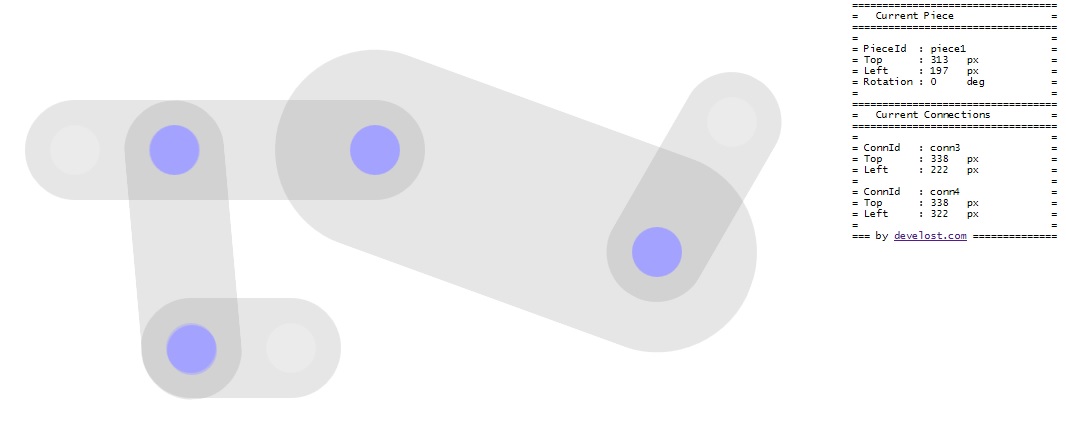 ==================================
=   Current Piece                =
==================================
=                                =
= PieceId  : piece1              =
= Top      : 313   px            =
= Left     : 197   px            =
= Rotation : 0     deg           =
=                                =
==================================
=   Current Connections          =
==================================
=                                =
= ConnId   : conn3               =
= Top      : 338   px            =
= Left     : 222   px            =
=                                =
= ConnId   : conn4               =
= Top      : 338   px            =
= Left     : 322   px            =
=                                =
=== by develost.com ==============